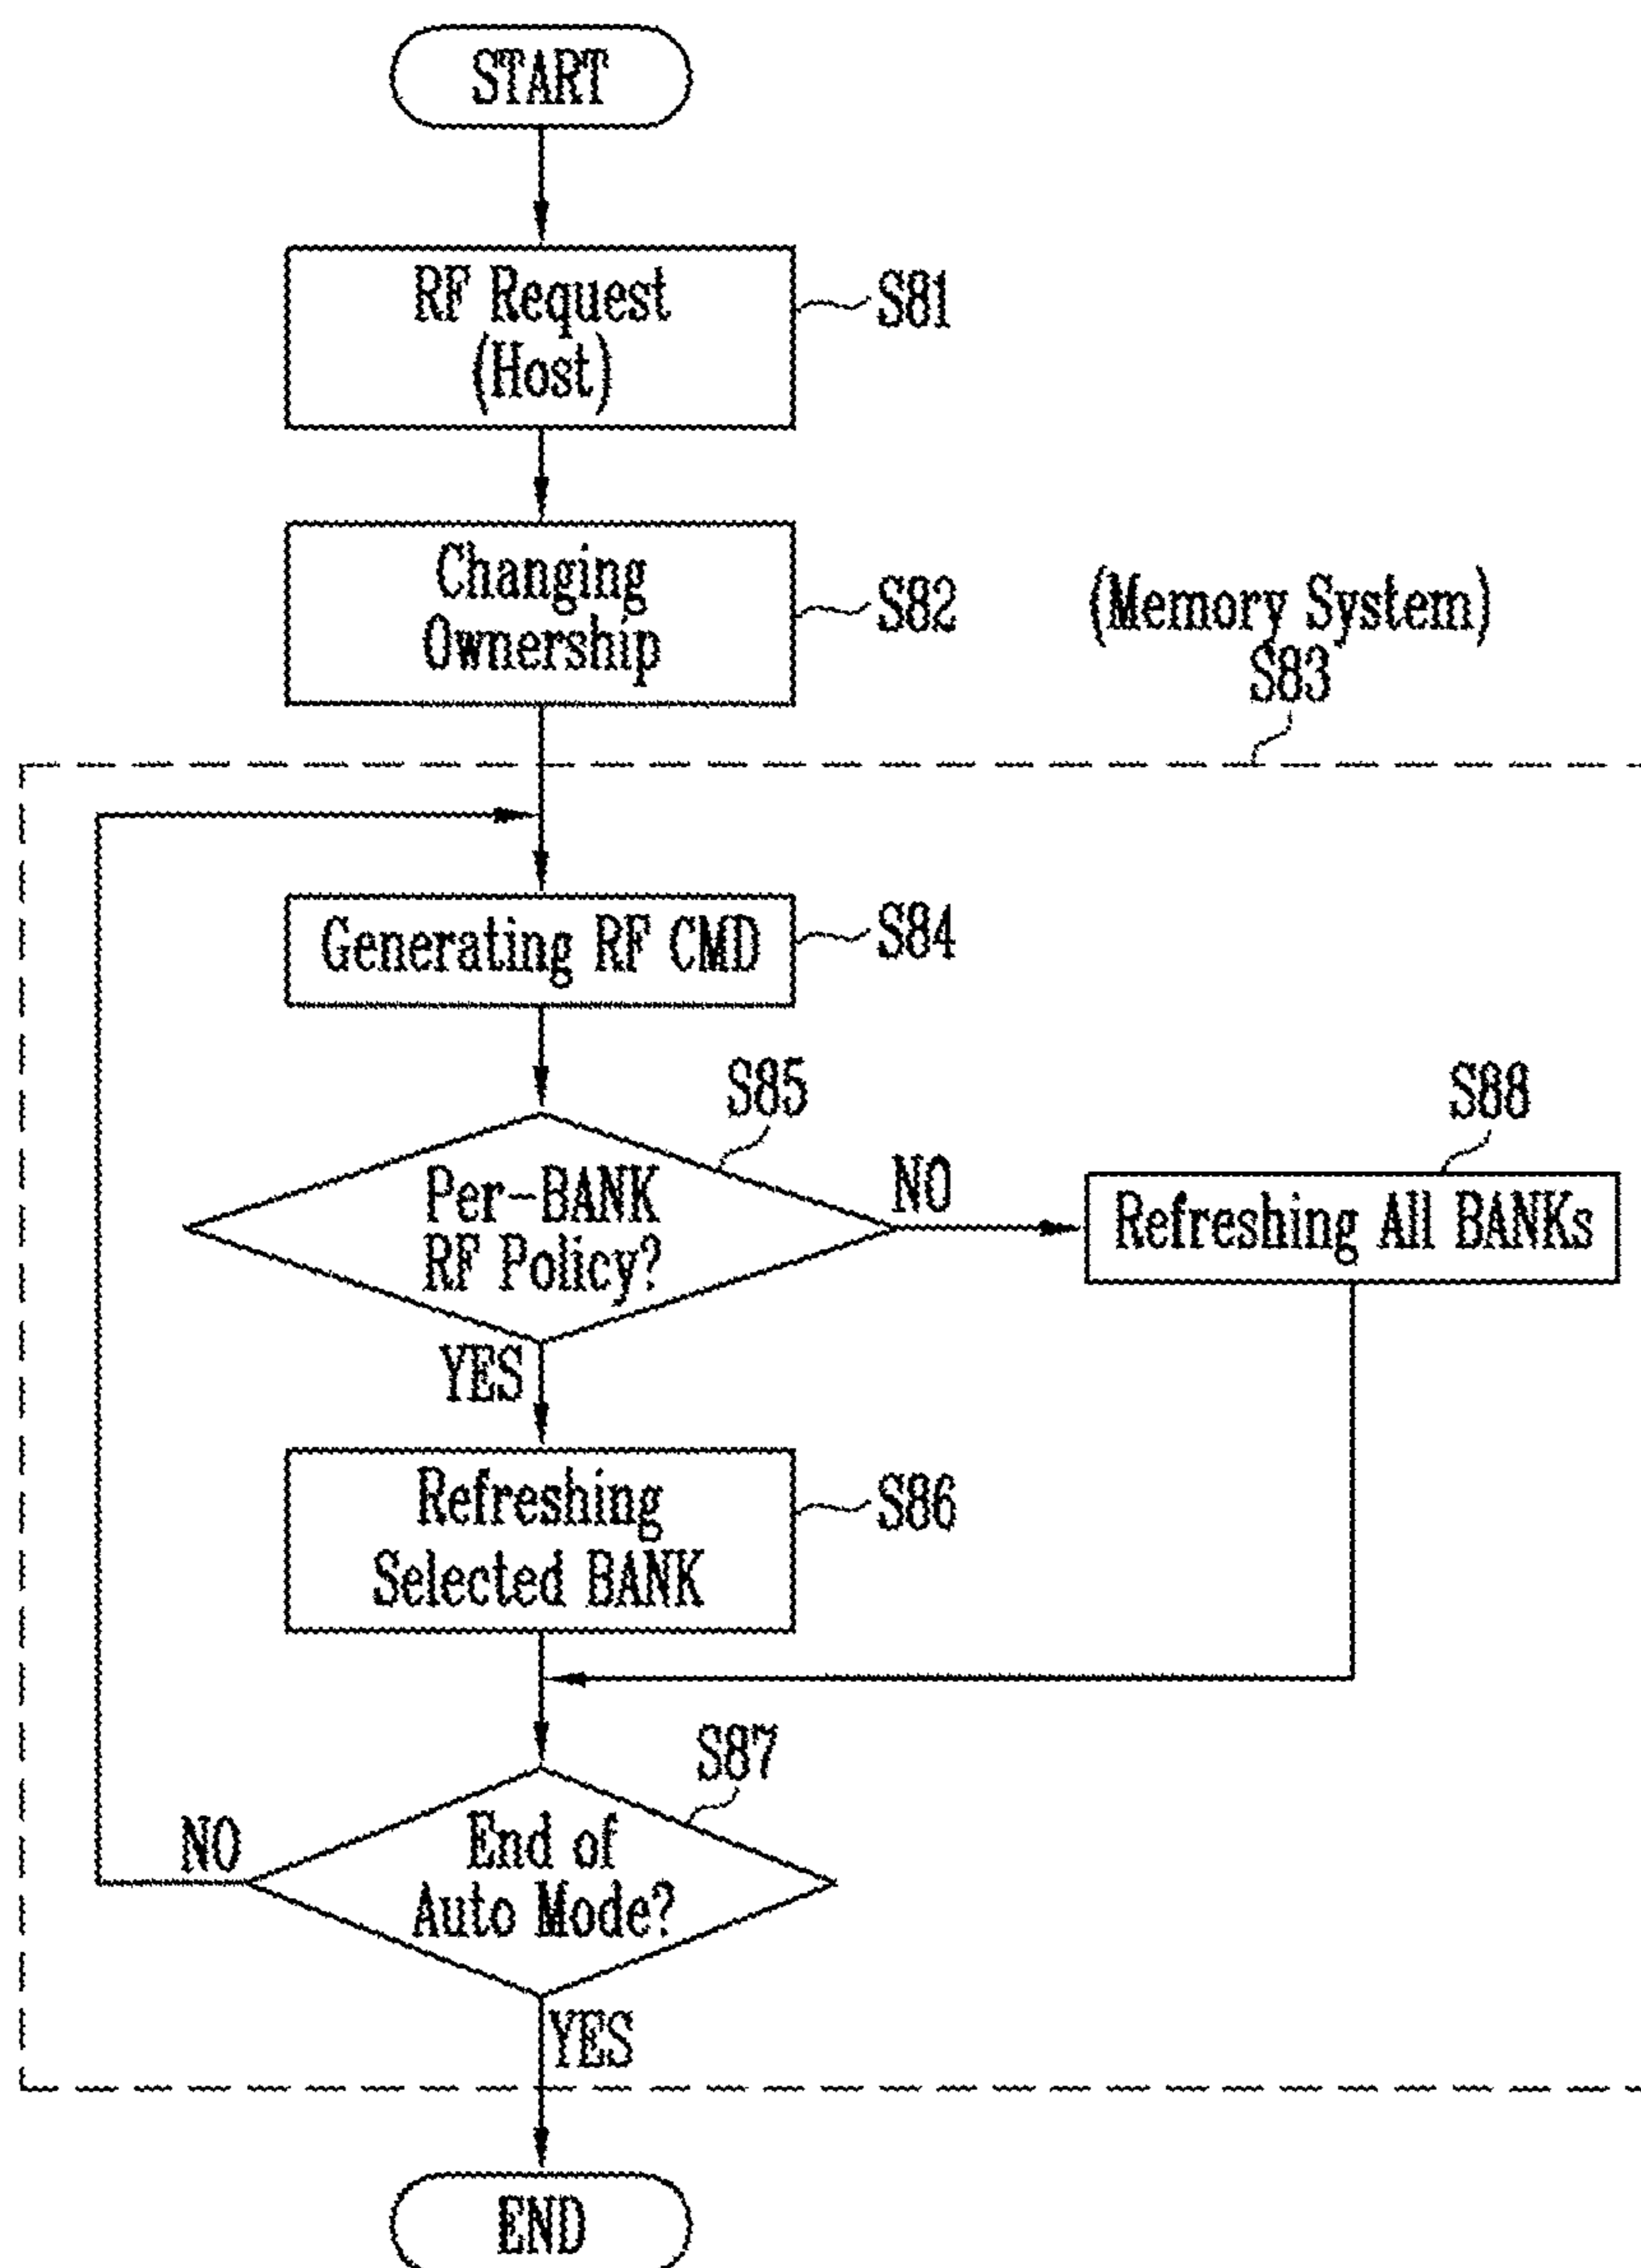 START
RF Request
(Host)
S81
Changing
Ownership
S82
(Memory System)
S83
Generating RF CMD
S84
S85
Per-BANK
RF Policy?
NO
YES
S88
Refreshing All BANKs
Refreshing
Selected BANK
S86
S87
End of
Auto Mode?
NO
YES
END